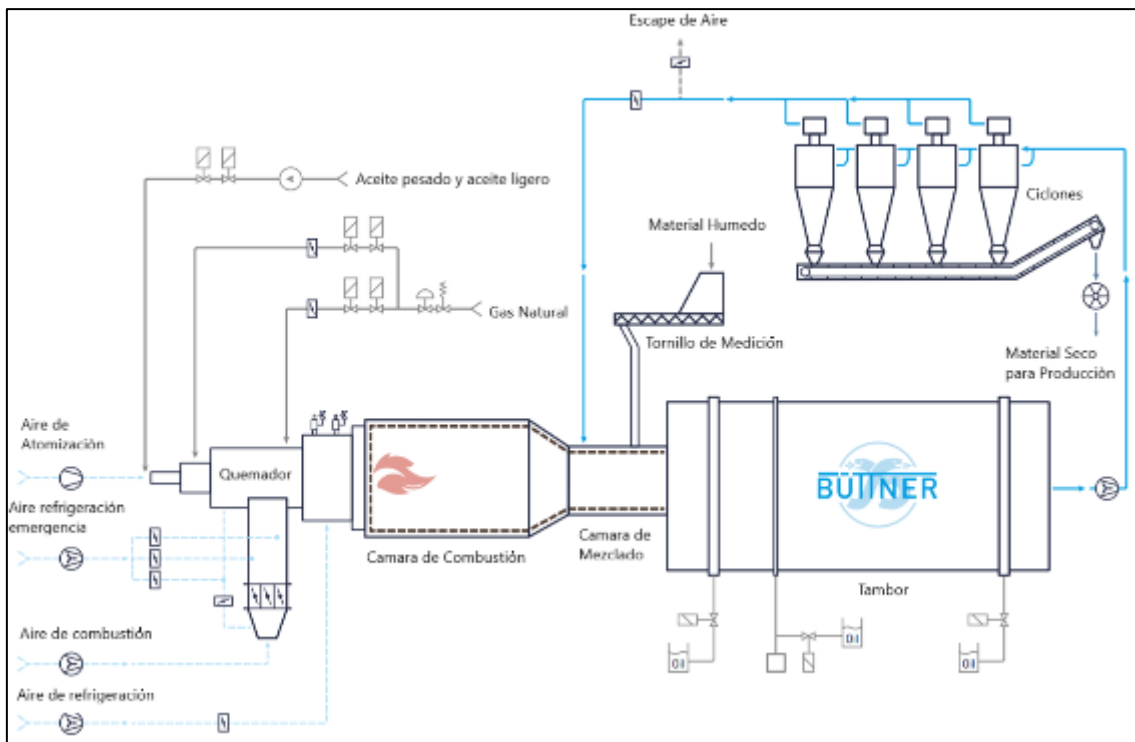 Escape de Aire
Aceite pesado y aceite ligero
Ciclones
Material Humedo
Gas Natural
Tornillo de Medición
Material Seco
para Producción
Aire de
Atomización
Quemador
BÜTTNER
Aire refrigeración
emergencia
Camara de Combustión
Camara de
Mezclado
Tambor
Aire de combustión
Oil
Oil
Oil
Aire de refrigeración